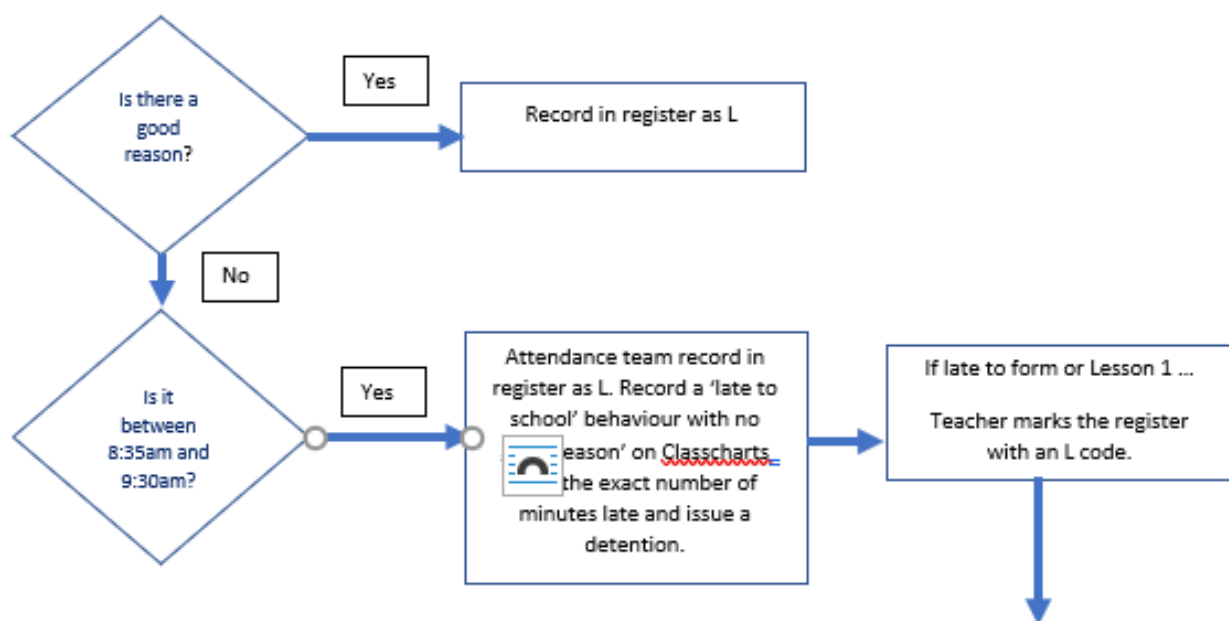 Is there a
good
reason?
Yes
Record in register as L
No
Is it
between
8:35am and
9:30am?
Yes
Attendance team record in
register as L. Record a ‘late to
school’ behaviour with no
eason’ on Classcharts
the exact number of
minutes late and issue a
detention.
If late to form or Lesson 1 ...
Teacher marks the register
with an L code.